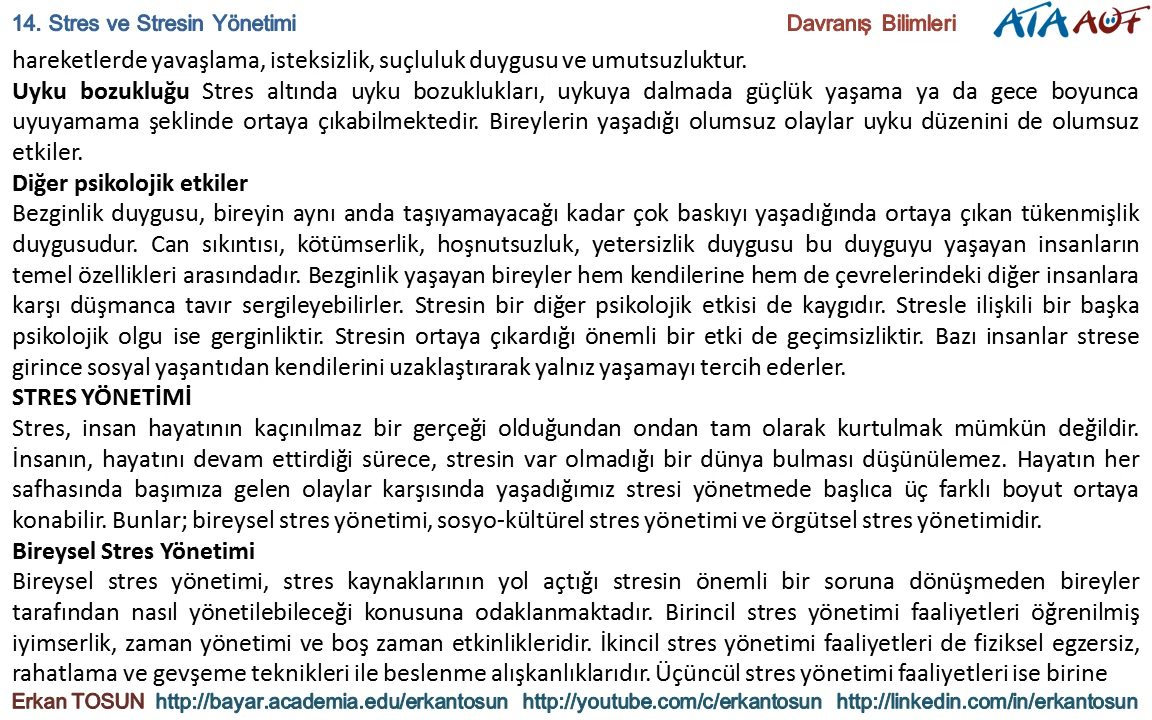 14. Stres ve Stresin Yönetimi
Davranış Bilimleri
ATA AÖF
hareketlerde yavaşlama, isteksizlik, suçluluk duygusu ve umutsuzluktur.
Uyku bozukluğu Stres altında uyku bozuklukları, uykuya dalmada güçlük yaşama ya da gece boyunca
uyuyamama şeklinde ortaya çıkabilmektedir. Bireylerin yaşadığı olumsuz olaylar uyku düzenini de olumsuz
etkiler.
Diğer psikolojik etkiler
Bezginlik duygusu, bireyin aynı anda taşıyamayacağı kadar çok baskıyı yaşadığında ortaya çıkan tükenmişlik
duygusudur. Can sıkıntısı, kötümserlik, hoşnutsuzluk, yetersizlik duygusu bu duyguyu yaşayan insanların
temel özellikleri arasındadır. Bezginlik yaşayan bireyler hem kendilerine hem de çevrelerindeki diğer insanlara
karşı düşmanca tavır sergileyebilirler. Stresin bir diğer psikolojik etkisi de kaygıdır. Stresle ilişkili bir başka
psikolojik olgu ise gerginliktir. Stresin ortaya çıkardığı önemli bir etki de geçimsizliktir. Bazı insanlar strese
girince sosyal yaşantıdan kendilerini uzaklaştırarak yalnız yaşamayı tercih ederler.
STRES YÖNETİMİ
Stres, insan hayatının kaçınılmaz bir gerçeği olduğundan ondan tam olarak kurtulmak mümkün değildir.
İnsanın, hayatını devam ettirdiği sürece, stresin var olmadığı bir dünya bulması düşünülemez. Hayatın her
safhasında başımıza gelen olaylar karşısında yaşadığımız stresi yönetmede başlıca üç farklı boyut ortaya
konabilir. Bunlar; bireysel stres yönetimi, sosyo-kültürel stres yönetimi ve örgütsel stres yönetimidir.
Bireysel Stres Yönetimi
Bireysel stres yönetimi, stres kaynaklarının yol açtığı stresin önemli bir soruna dönüşmeden bireyler
tarafından nasıl yönetilebileceği konusuna odaklanmaktadır. Birincil stres yönetimi faaliyetleri öğrenilmiş
iyimserlik, zaman yönetimi ve boş zaman etkinlikleridir. İkincil stres yönetimi faaliyetleri de fiziksel egzersiz,
rahatlama ve gevşeme teknikleri ile beslenme alışkanlıklarıdır. Üçüncül stres yönetimi faaliyetleri ise birine
Erkan TOSUN http://bayar.academia.edu/erkantosun http://youtube.com/c/erkantosun http://linkedin.com/in/erkantosun